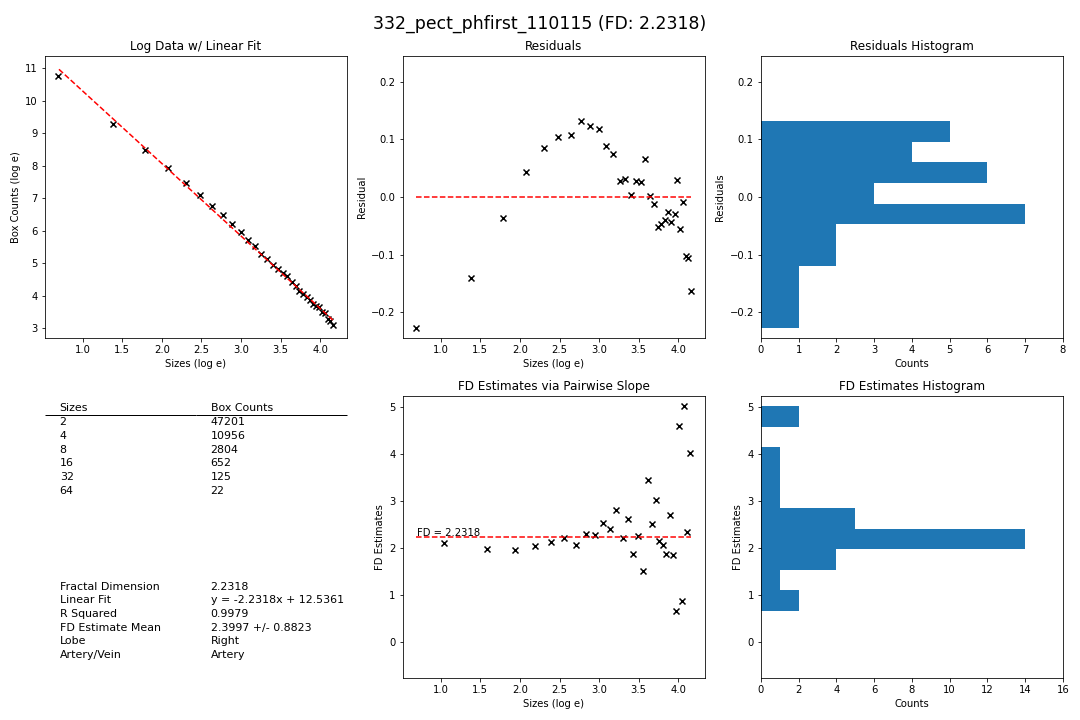 332_pect_phfirst_110115 (FD: 2.2318)
Log Data w/ Linear Fit
Box Counts (log e)
11
10
9
8
7
6
5
4
3
1.0 1.5 2.0 2.5 3.0 3.5 4.0
Sizes (log e)
Residuals
Residual
0.2
0.1
0.0
−0.1
−0.2
1.0 1.5 2.0 2.5 3.0 3.5 4.0
Sizes (log e)
Residuals Histogram
Residuals
0.2
0.1
0.0
−0.1
−0.2
0 1 2 3 4 5 6 7 8
Counts
Sizes Box Counts
2 47201
4 10956
8 2804
16 652
32 125
64 22
Fractal Dimension 2.2318
Linear Fit y = -2.2318x + 12.5361
R Squared 0.9979
FD Estimate Mean 2.3997 +/- 0.8823
Lobe Right
Artery/Vein Artery
FD Estimates via Pairwise Slope
FD Estimates
5
4
3
2
1
0
FD = 2.2318
1.0 1.5 2.0 2.5 3.0 3.5 4.0
Sizes (log e)
FD Estimates Histogram
FD Estimates
5
4
3
2
1
0
0 2 4 6 8 10 12 14 16
Counts